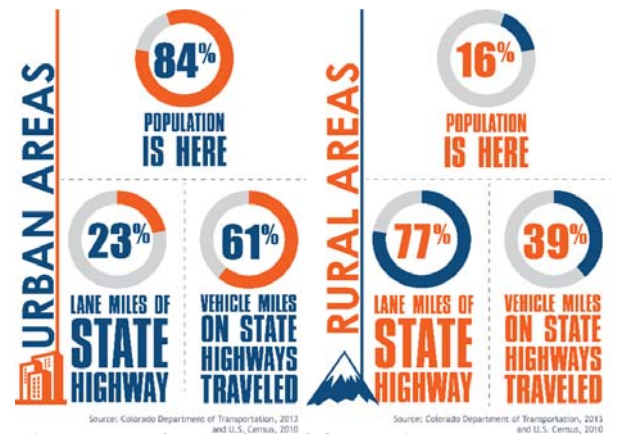 URBAN AREAS
84%
POPULATION
IS HERE
23%
LANE MILES OF
STATE
HIGHWAY
61%
VEHICLE MILES
ON STATE
HIGHWAYS
TRAVELED
Source: Colorado Department of Transportation, 2013
and U.S. Census, 2010
RURAL AREAS
16%
POPULATION
IS HERE
77%
LANE MILES OF
STATE
HIGHWAY
39%
VEHICLE MILES
ON STATE
HIGHWAYS
TRAVELED
Source: Colorado Department of Transportation, 2013
and U.S. Census, 2010